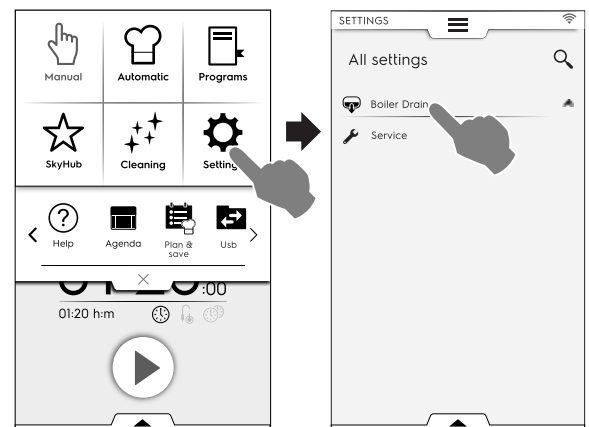 Manual
Automatic
Programs
SkyHub
Cleaning
Help
Agenda
Plan &
save
Usb
:00
01:20 h:m
SETTINGS
All settings
Boiler Drain
Service